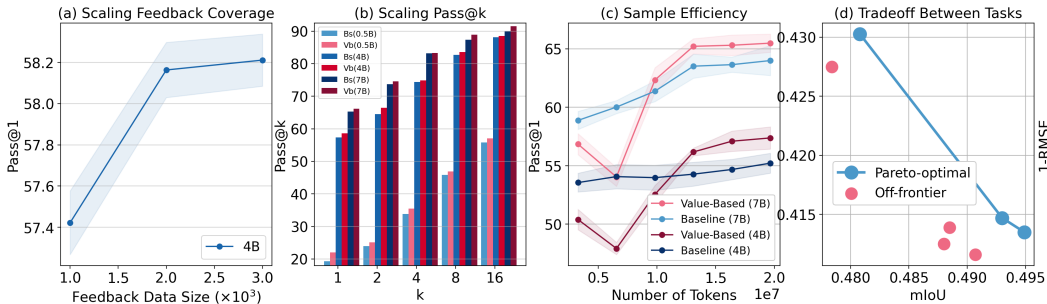 (a) Scaling Feedback Coverage
Pass@1
58.2
58.0
57.8
57.6
57.4
4B
1.0
1.5
2.0
2.5
3.0
Feedback Data Size (×10³)
(b) Scaling Pass@k
Pass@k
90
80
70
60
50
40
30
20
Bs(0.5B)
Vb(0.5B)
Bs(4B)
Vb(4B)
Bs(7B)
Vb(7B)
1
2
4
8
16
k
(c) Sample Efficiency
Pass@1
65
60
55
50
Value-Based (7B)
Baseline (7B)
Value-Based (4B)
Baseline (4B)
0.5
1.0
1.5
2.0
1e7
Number of Tokens
(d) Tradeoff Between Tasks
0.430
0.425
0.420
0.415
Pareto-optimal
Off-frontier
0.480
0.485
0.490
0.495
mIoU
1-RMSE